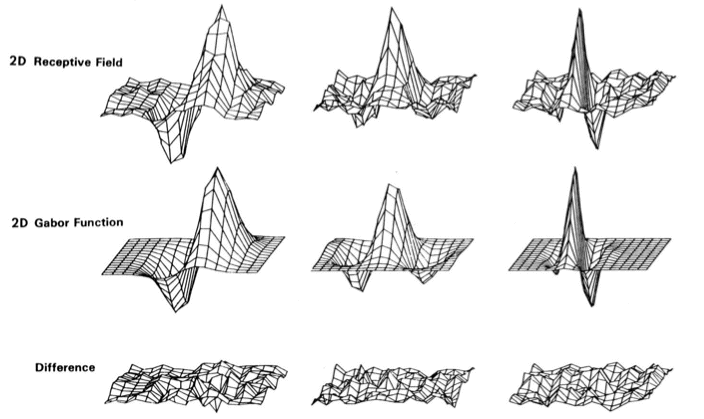 2D Receptive Field
2D Gabor Function
Difference